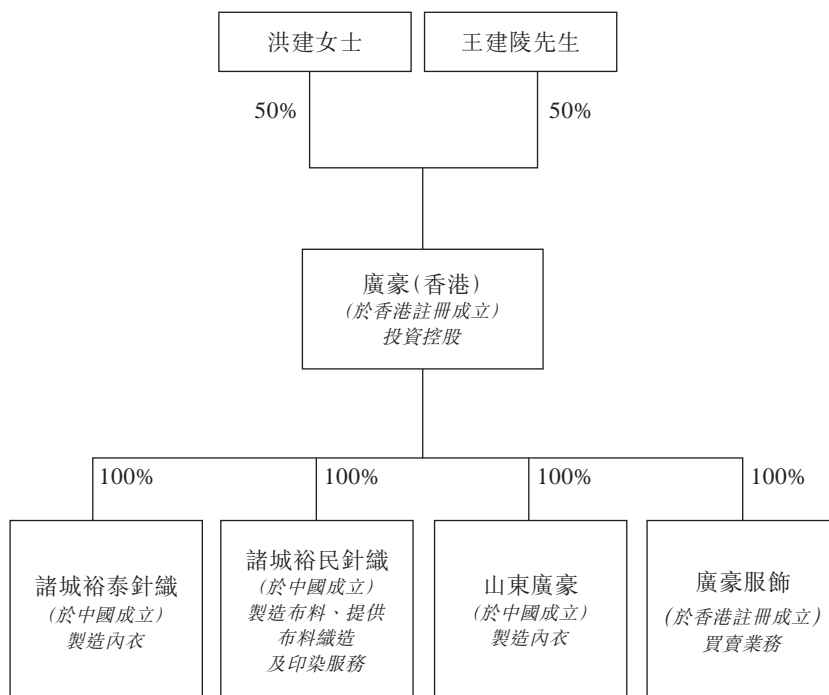 洪建女士
王建陵先生
50%
50%
廣豪(香港)
(於香港註冊成立)
投資控股
100%
100%
100%
100%
諸城裕泰針織
(於中國成立)
製造內衣
諸城裕民針織
(於中國成立)
製造布料、提供
布料織造
及印染服務
山東廣豪
(於中國成立)
製造內衣
廣豪服飾
(於香港註冊成立)
買賣業務